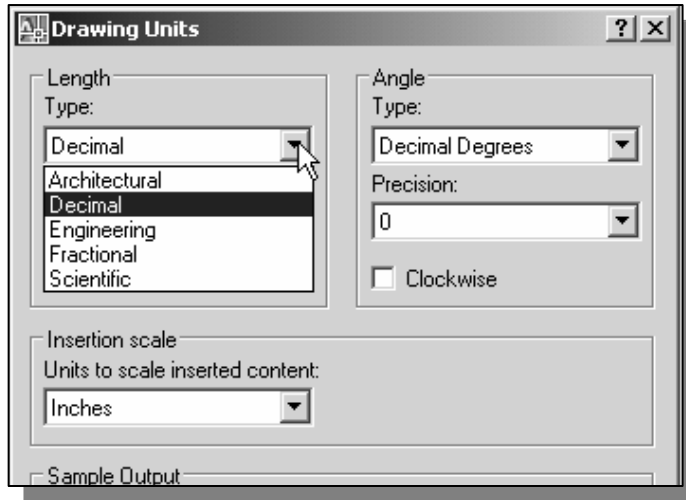 Drawing Units
Length
Type:
Decimal
Architectural
Decimal
Engineering
Fractional
Scientific
Angle
Type:
Decimal Degrees
Precision:
0
Clockwise
Insertion scale
Units to scale inserted content:
Inches
Sample Output